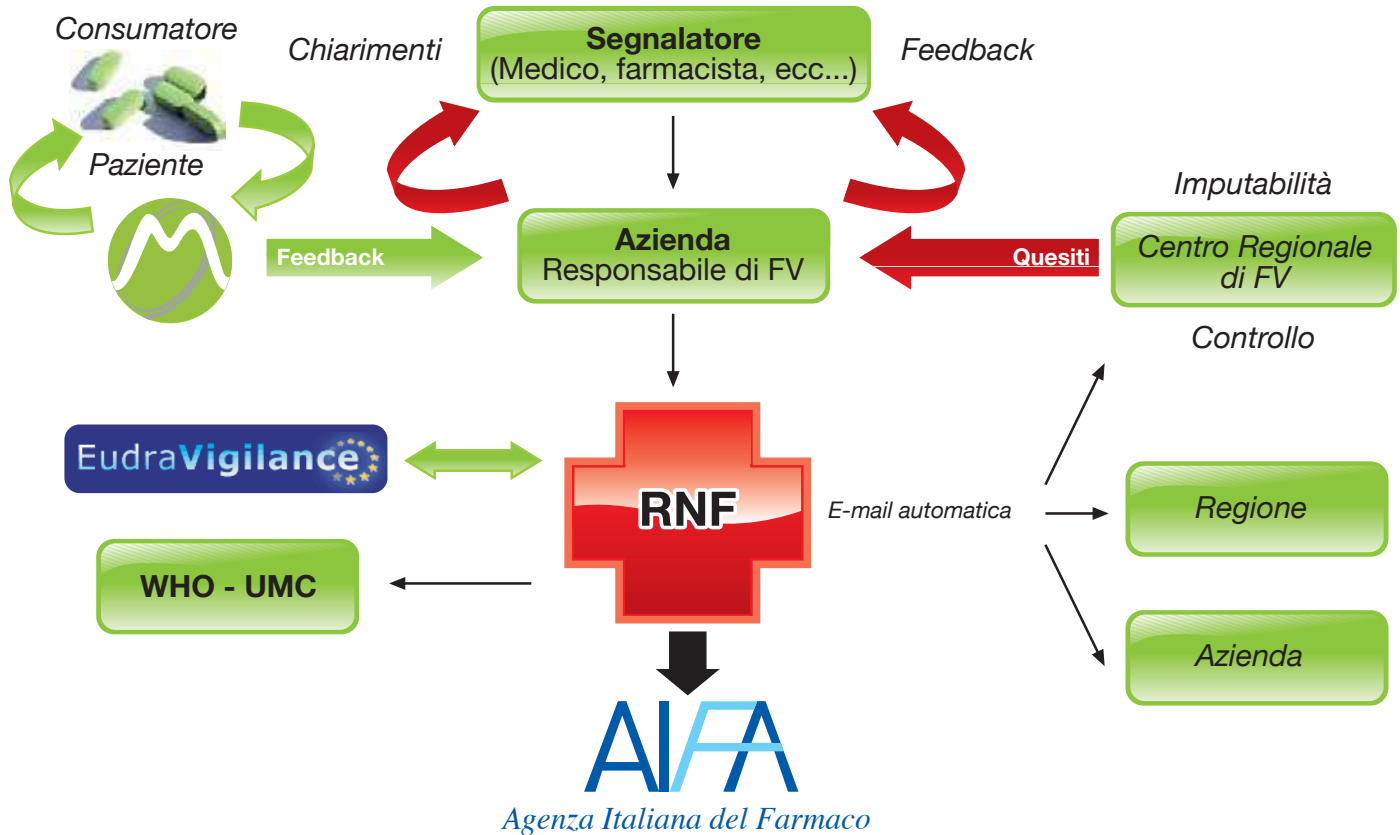 Consumatore
Chiarimenti
Segnalatore
(Medico, farmacista, ecc...)
Feedback
Paziente
Feedback
Azienda
Responsabile di FV
Quesiti
Imputabilità
Centro Regionale
di FV
Controllo
EudraVigilance
RNF
E-mail automatica
Regione
WHO - UMC
Azienda
AIFA
Agenza Italiana del Farmaco